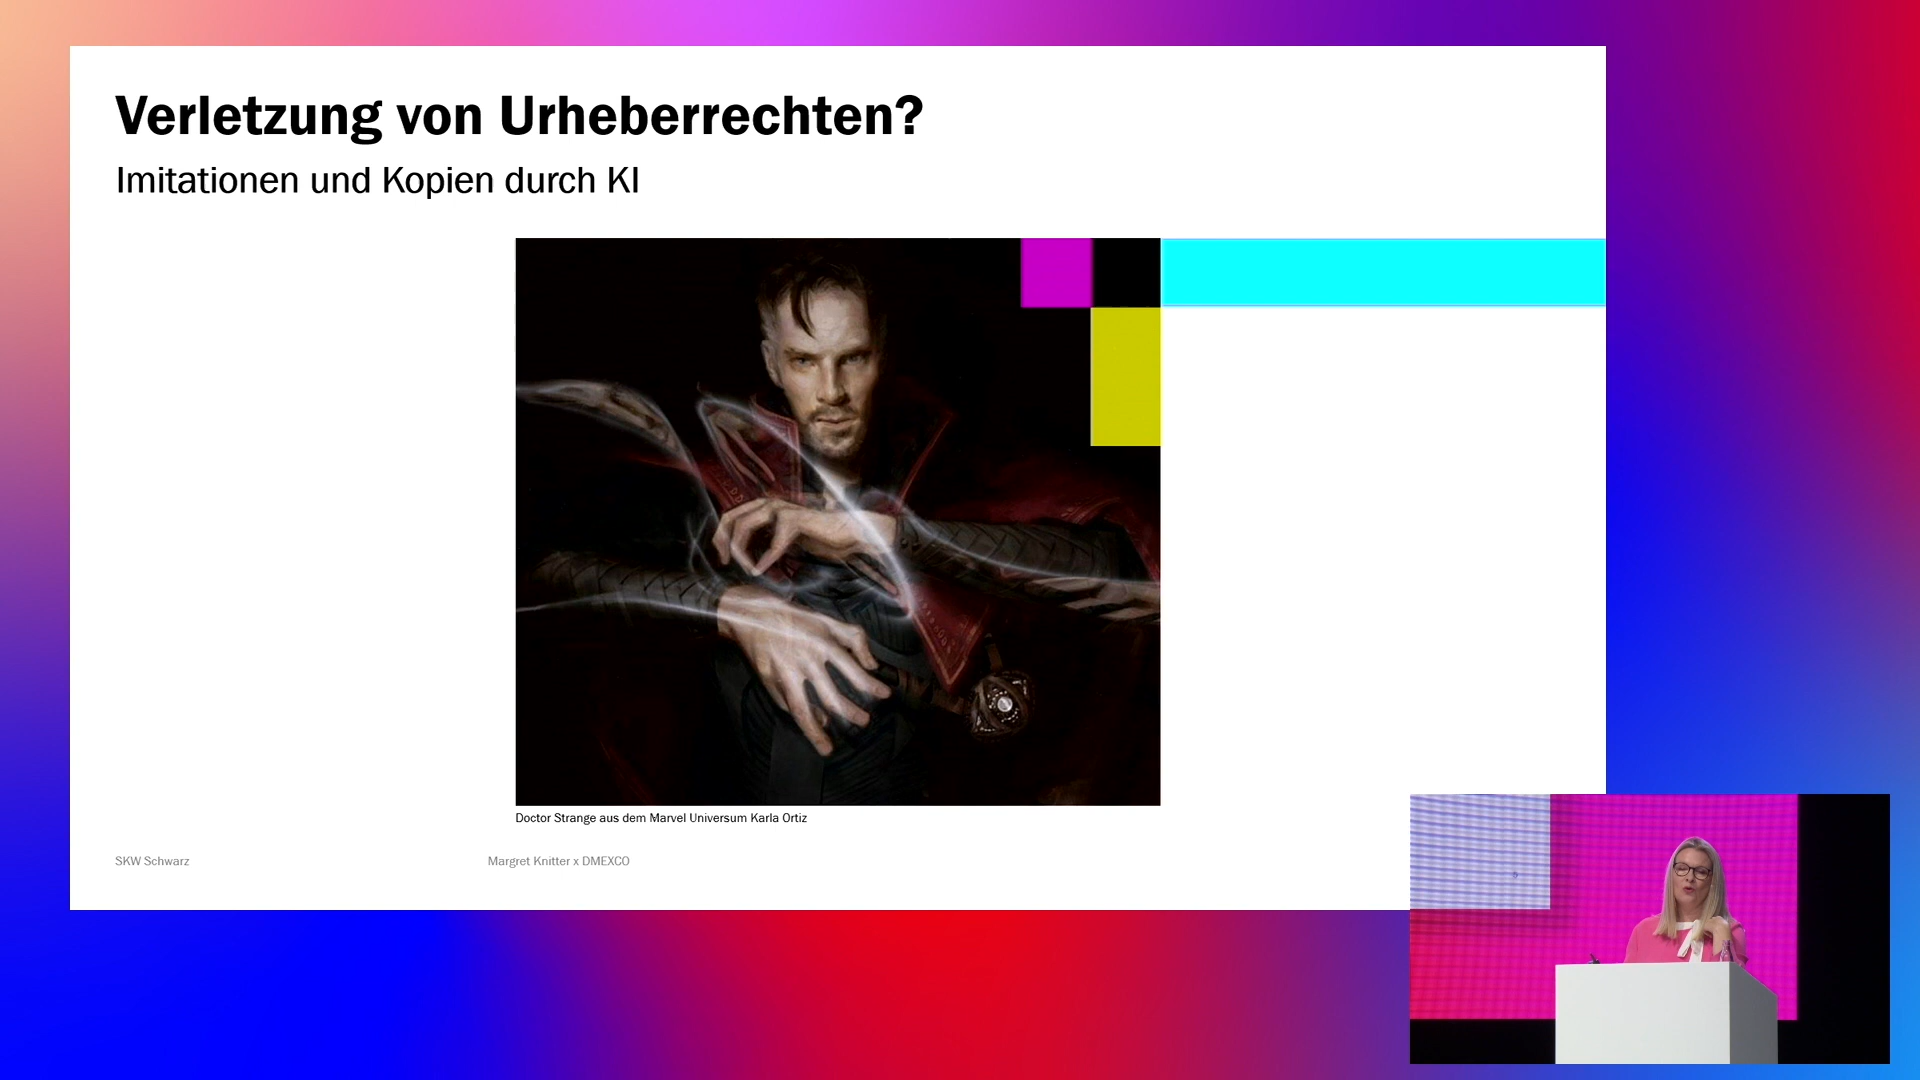 Verletzung von Urheberrechten?
Imitationen und Kopien durch KI
Doctor Strange aus dem Marvel Universum Karla Ortiz
SKW Schwarz
Margret Knitter x DMEXCO